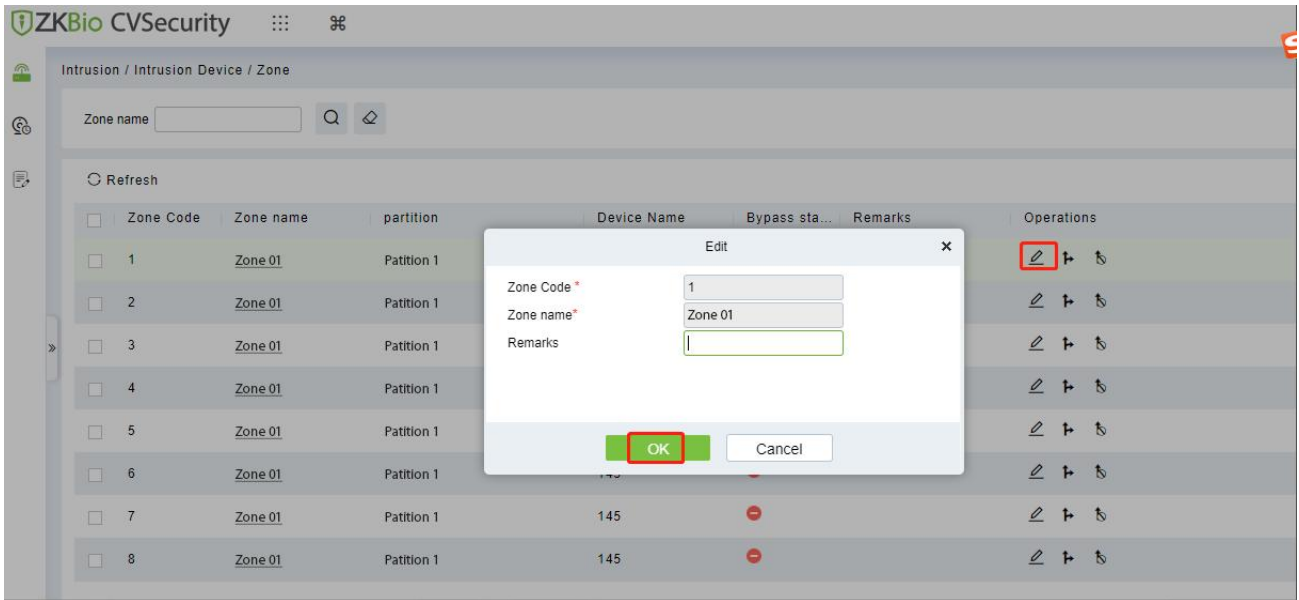 ZKBio CVSecurity
Intrusion / Intrusion Device / Zone
Zone name
Refresh
Zone Code Zone name partition Device Name Bypass sta... Remarks Operations
1 Zone 01 Patition 1
2 Zone 01 Patition 1
3 Zone 01 Patition 1
4 Zone 01 Patition 1
5 Zone 01 Patition 1
6 Zone 01 Patition 1
7 Zone 01 Patition 1 145
8 Zone 01 Patition 1 145
Edit
Zone Code * 1
Zone name* Zone 01
Remarks
OK Cancel